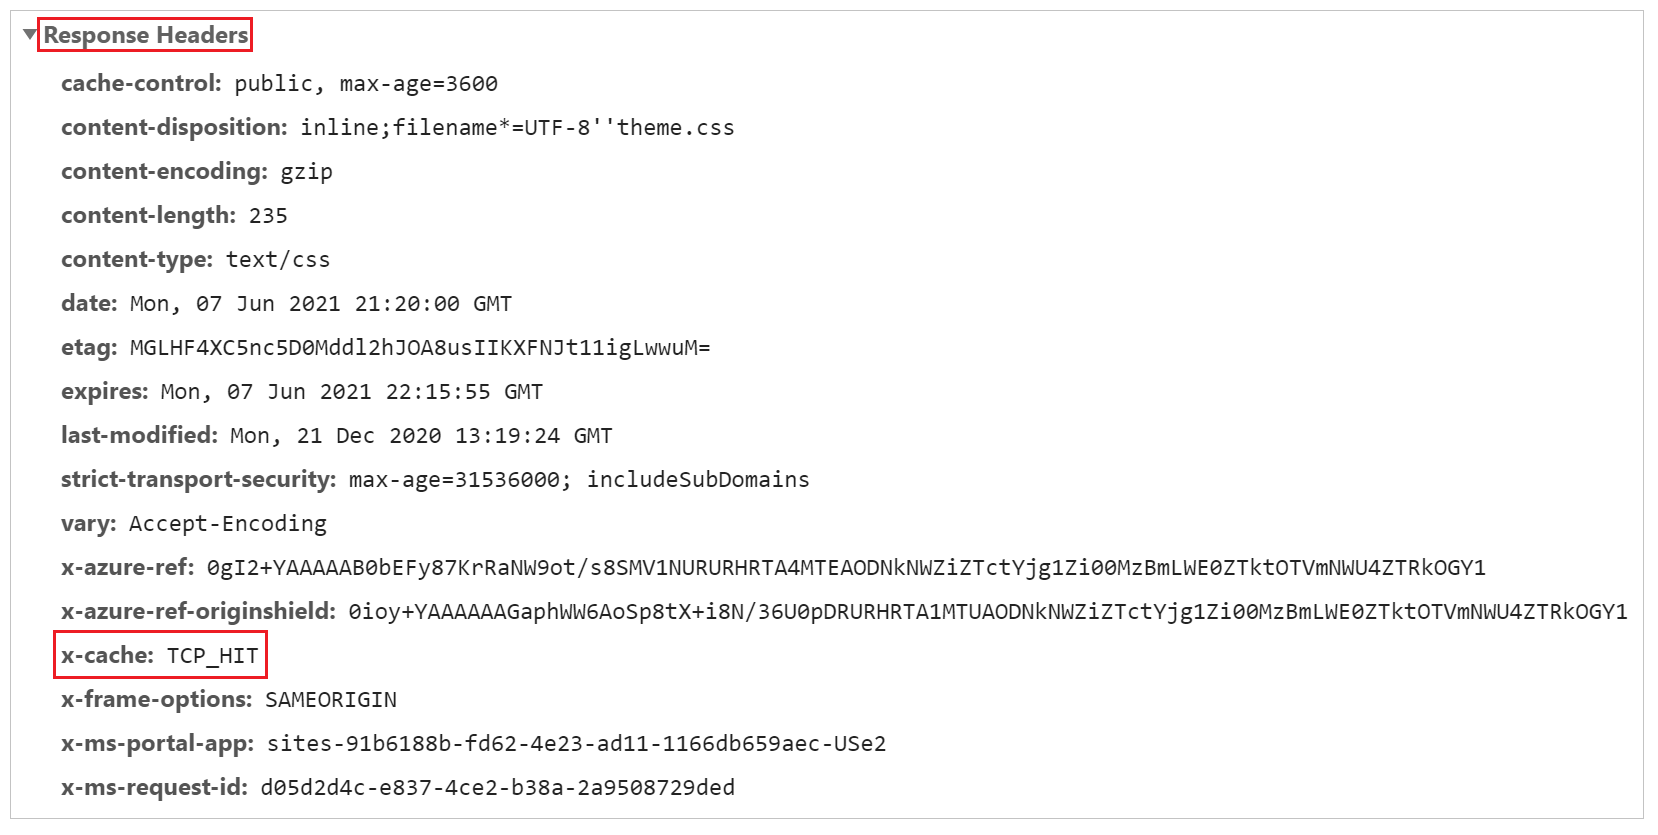 Response Headers
cache-control: public, max-age=3600
content-disposition: inline;filename*=UTF-8''theme.css
content-encoding: gzip
content-length: 235
content-type: text/css
date: Mon, 07 Jun 2021 21:20:00 GMT
etag: MGLHF4XC5nc5D0Mddl2hJOA8usIIKXFNJt11igLwwuM=
expires: Mon, 07 Jun 2021 22:15:55 GMT
last-modified: Mon, 21 Dec 2020 13:19:24 GMT
strict-transport-security: max-age=31536000; includeSubDomains
vary: Accept-Encoding
x-azure-ref: 0gI2+YAAAAAB0bEFy87KrRaNW9ot/s8SMV1NURURHRTA4MTEAODNkNWZiZTctYjg1Zi00MzBmLWE0ZTktOTVmNWU4ZTRkOGY1
x-azure-ref-originshield: 0ioy+YAAAAAAGaphWW6AoSp8tX+i8N/36U0pDRURHRTA1MTUAODNkNWZiZTctYjg1Zi00MzBmLWE0ZTktOTVmNWU4ZTRkOGY1
x-cache: TCP_HIT
x-frame-options: SAMEORIGIN
x-ms-portal-app: sites-91b6188b-fd62-4e23-ad11-1166db659aec-USe2
x-ms-request-id: d05d2d4c-e837-4ce2-b38a-2a9508729ded